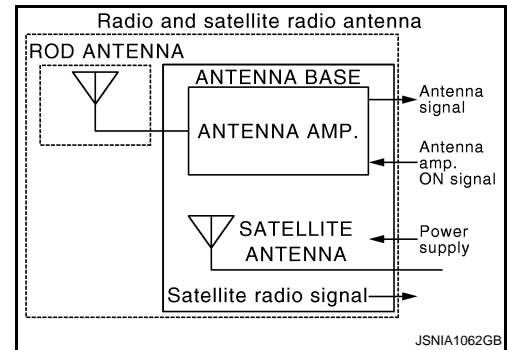 Radio and satellite radio antenna
ROD ANTENNA
ANTENNA BASE
ANTENNA AMP.
Antenna
signal
Antenna
amp.
ON signal
SATELLITE
ANTENNA
Power
supply
Satellite radio signal
JSNIA1062GB